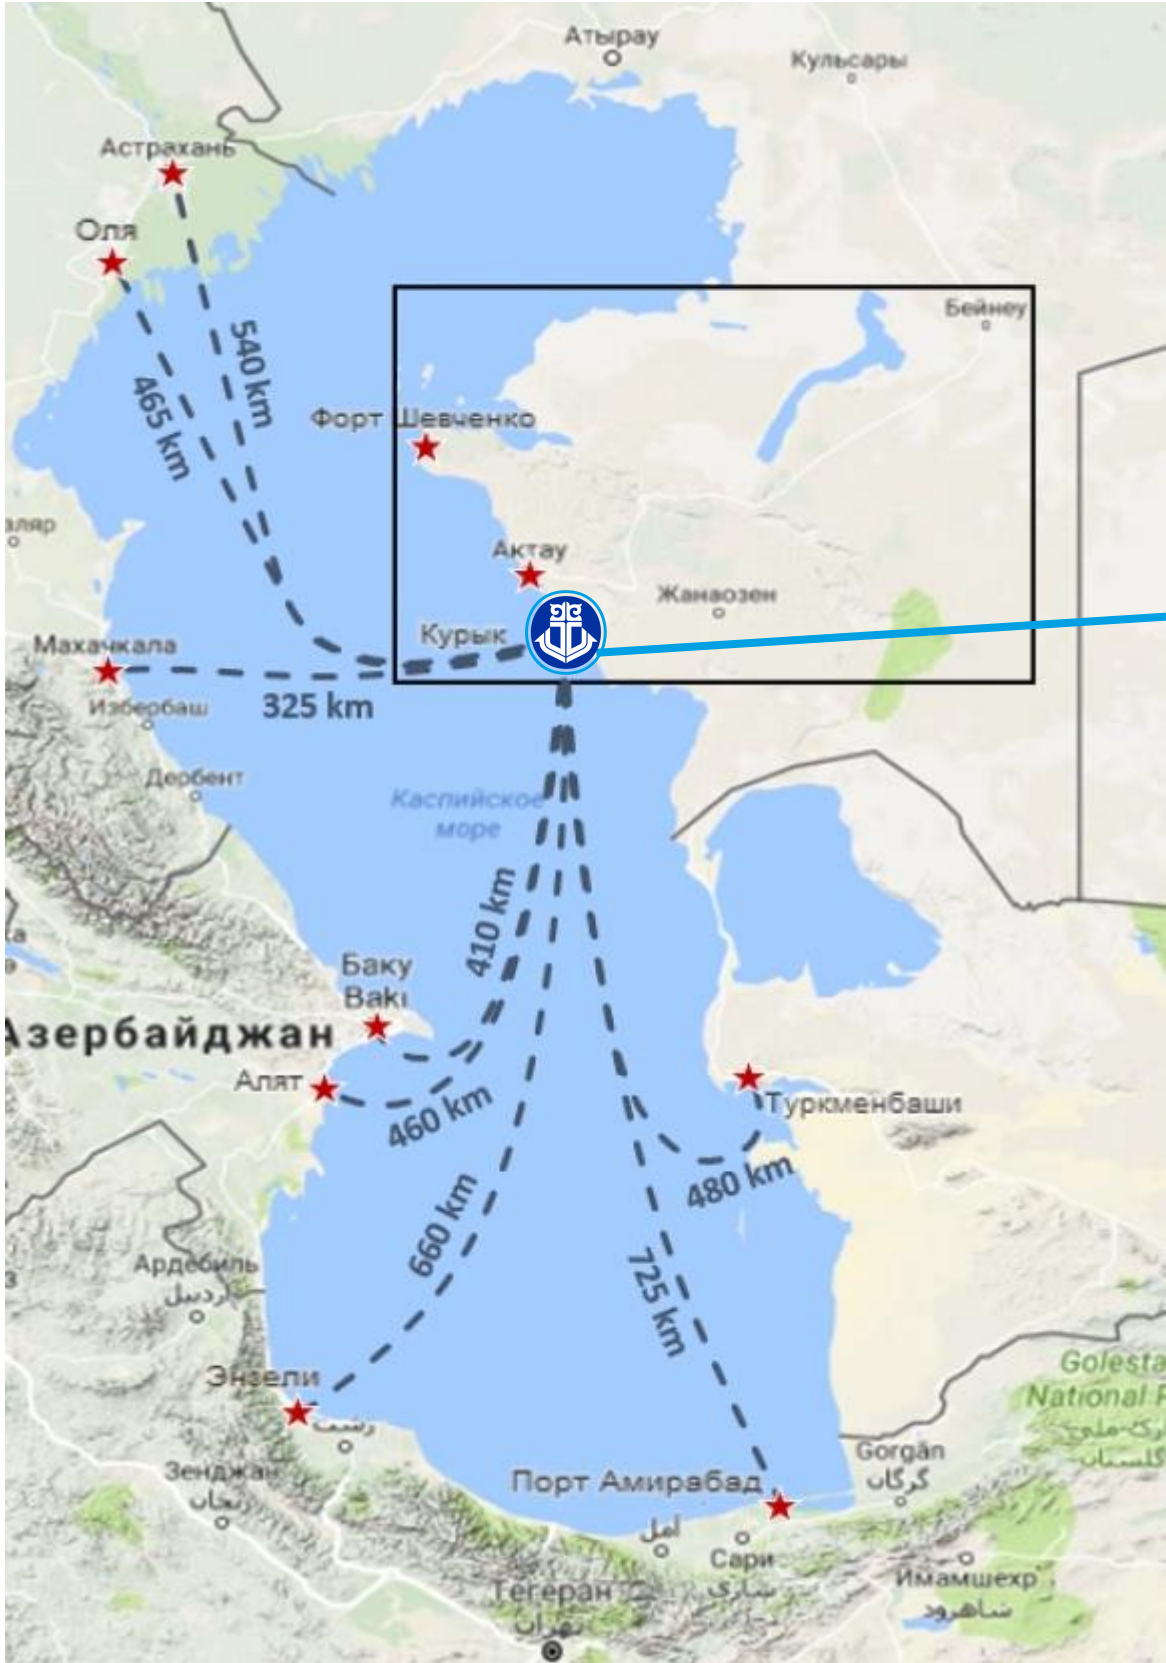 Атырау
Кульсары
Астрахань
Оля
Бейнеу
540 km
465 km
Форт Шевченко
Актау
Жанаозен
Курык
Махачкала
325 km
Избербаш
Дербент
Каспийское
море
410 km
Баку
Bakı
Азербайджан
Алят
Туркменбаши
460 km
480 km
660 km
725 km
Ардебиль
اردبیل
Энзели
رشت
Golesta
National P
Gorgān
گرگان
Зенджан
زنجان
Порт Амирабад
آمل
Сари
ساری
Имамшехр
شاهرود
Тегеран
تهران